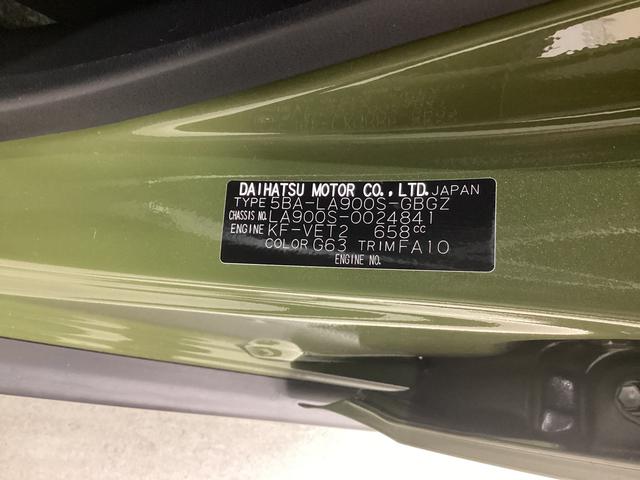 DAIHATSU MOTOR CO., LTD. JAPAN
TYPE 5BA-LA900S-GBGZ
CHASSIS NO. LA900S-0024841
ENGINE KF-VET2 658cc
COLOR G63 TRIM FA10
ENGINE NO.